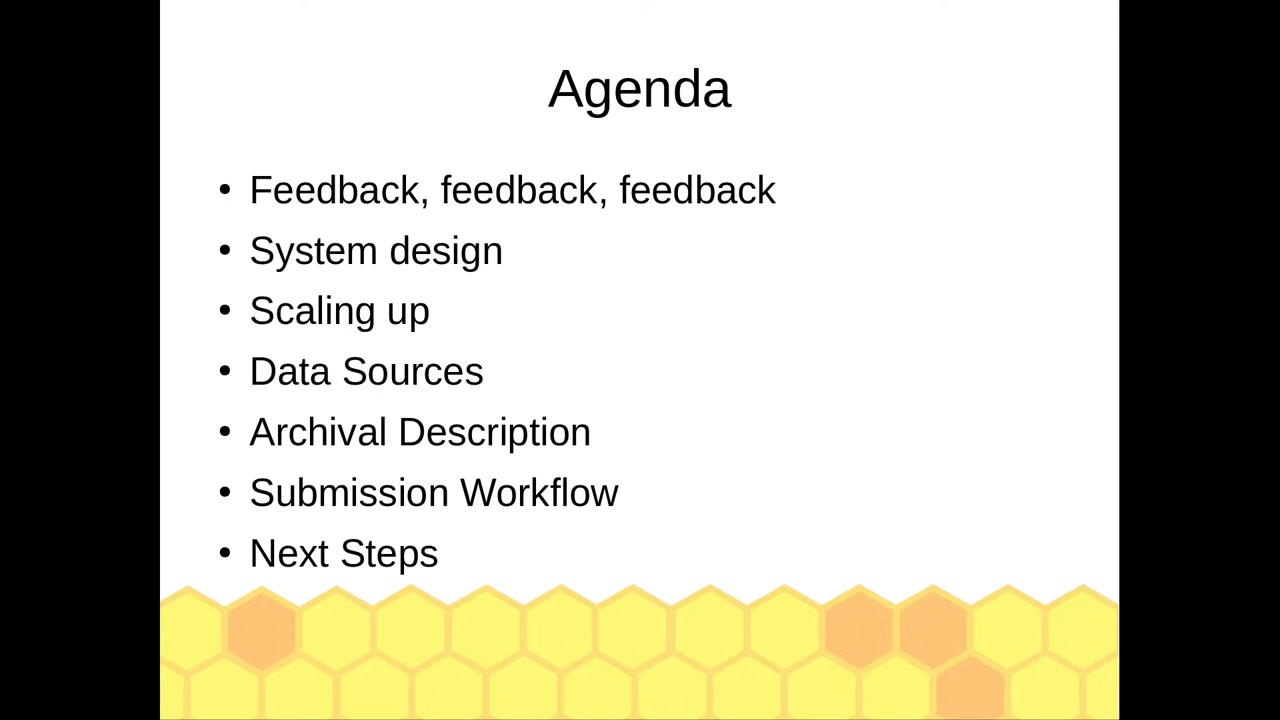 Agenda
• Feedback, feedback, feedback
• System design
• Scaling up
• Data Sources
• Archival Description
• Submission Workflow
• Next Steps